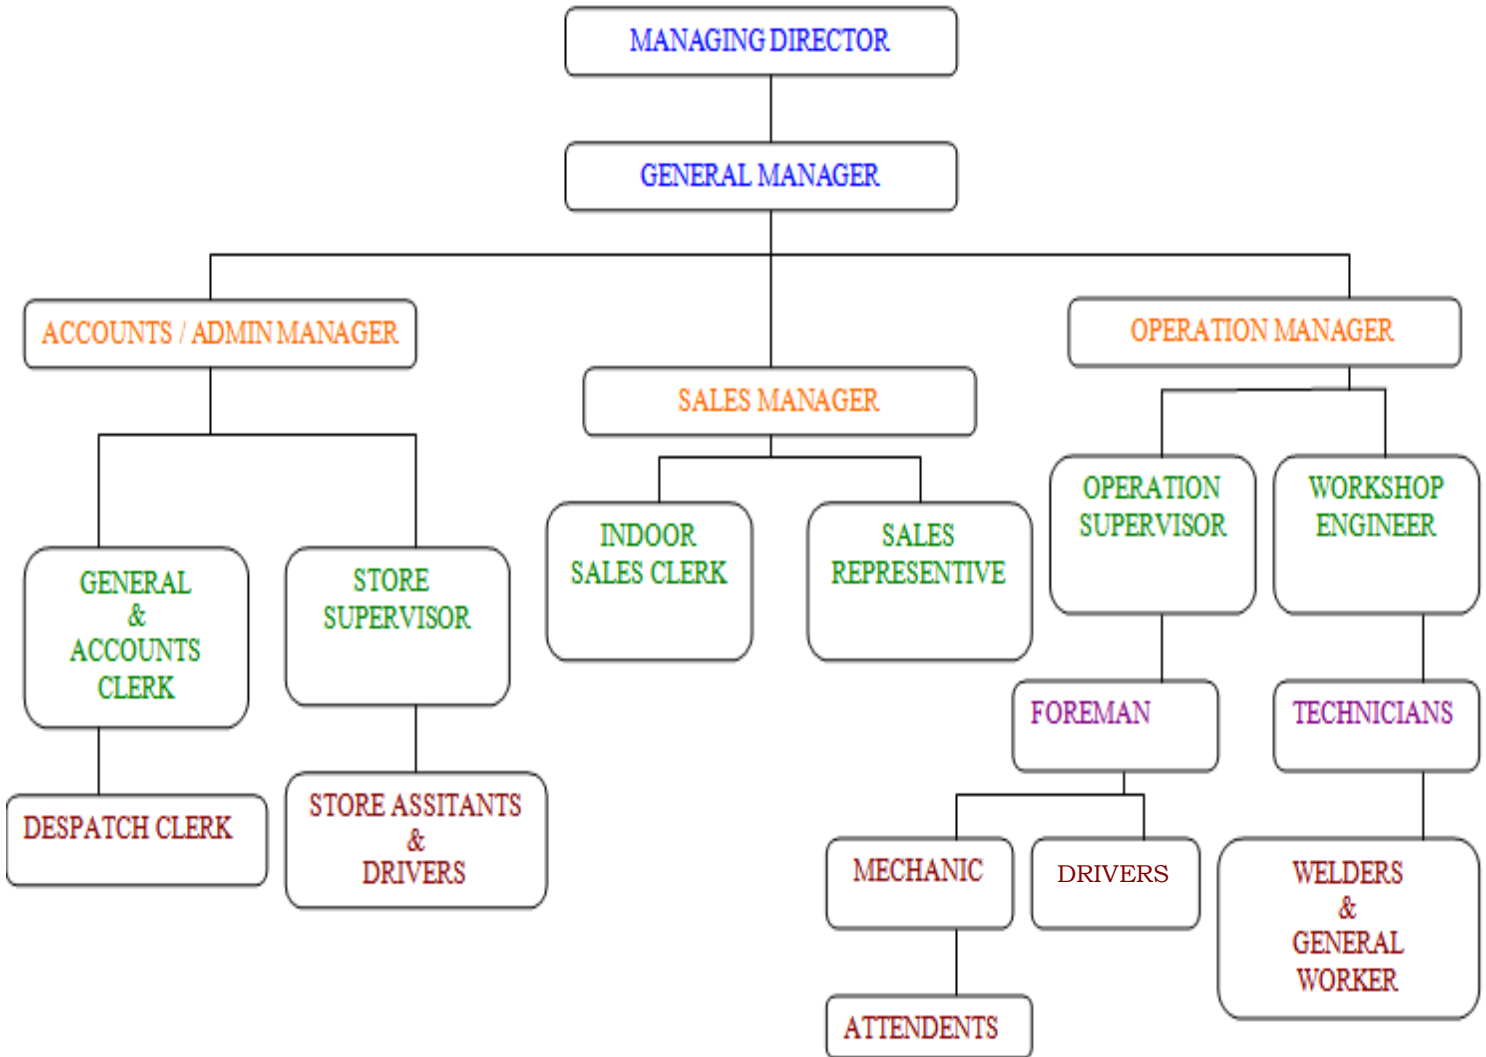 MANAGING DIRECTOR
GENERAL MANAGER
ACCOUNTS / ADMIN MANAGER
SALES MANAGER
OPERATION MANAGER
GENERAL
&
ACCOUNTS
CLERK
STORE
SUPERVISOR
INDOOR
SALES CLERK
SALES
REPRESENTIVE
OPERATION
SUPERVISOR
WORKSHOP
ENGINEER
FOREMAN
TECHNICIANS
DESPATCH CLERK
STORE ASSITANTS
&
DRIVERS
MECHANIC
DRIVERS
WELDERS
&
GENERAL
WORKER
ATTENDENTS